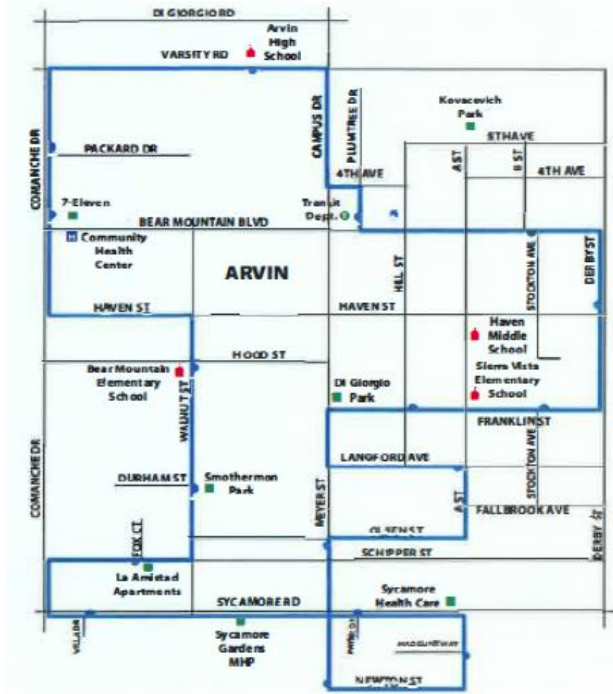 DI GIORGIO RD
Arvin
High
School
VARSITY RD
COMANCHE DR
CAMPUS DR
PLUMTREE DR
Kovacevich
Park
PACKARD DR
8TH AVE
A ST
B ST
4TH AVE
4TH AVE
7-Eleven
Transit
Dept.
BEAR MOUNTAIN BLVD
H Community
Health
Center
ARVIN
HILL ST
STOCKTON AVE
DERBY ST
HAVEN ST
HAVEN ST
Haven
Middle
School
HOOD ST
Bear Mountain
Elementary
School
WALNUT ST
Di Giorgio
Park
Sierra Vista
Elementary
School
FRANKLIN ST
COMANCHE DR
LANGFORD AVE
STOCKTON AVE
DURHAM ST
Smothermon
Park
MEYER ST
A ST
FALLBROOK AVE
OLSEN ST
DERBY ST
FOX CT
SCHIPPER ST
La Amistad
Apartments
SYCAMORE RD
Sycamore
Health Care
VILLA DR
Sycamore
Gardens
MHP
NEWTON ST